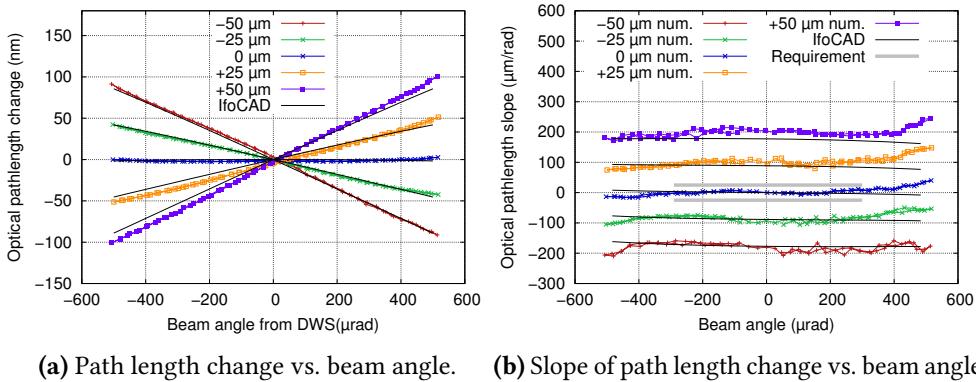 −50 µm
−25 µm
0 µm
+25 µm
+50 µm
IfoCAD
Optical pathlength change (nm)
150
100
50
0
−50
−100
−150
−600 −400 −200 0 200 400 600
Beam angle from DWS(µrad)
(a) Path length change vs. beam angle.
−50 µm num.
−25 µm num.
0 µm num.
+25 µm num.
+50 µm num.
IfoCAD
Requirement
Optical pathlength slope (µm/rad)
600
500
400
300
200
100
0
−100
−200
−300
−600 −400 −200 0 200 400 600
Beam angle (µrad)
(b) Slope of path length change vs. beam angle